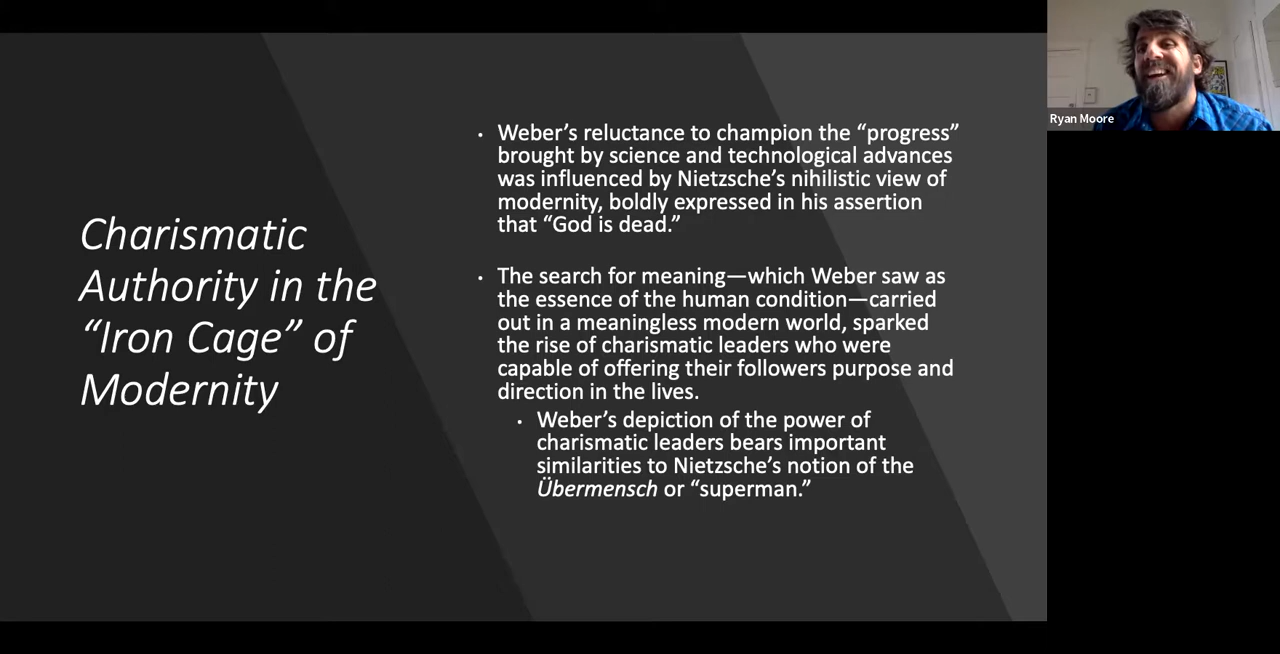 Charismatic
Authority in the
“Iron Cage” of
Modernity
• Weber’s reluctance to champion the “progress”
brought by science and technological advances
was influenced by Nietzsche’s nihilistic view of
modernity, boldly expressed in his assertion
that “God is dead.”
• The search for meaning—which Weber saw as
the essence of the human condition—carried
out in a meaningless modern world, sparked
the rise of charismatic leaders who were
capable of offering their followers purpose and
direction in the lives.
• Weber’s depiction of the power of
charismatic leaders bears important
similarities to Nietzsche’s notion of the
Übermensch or “superman.”
Ryan Moore